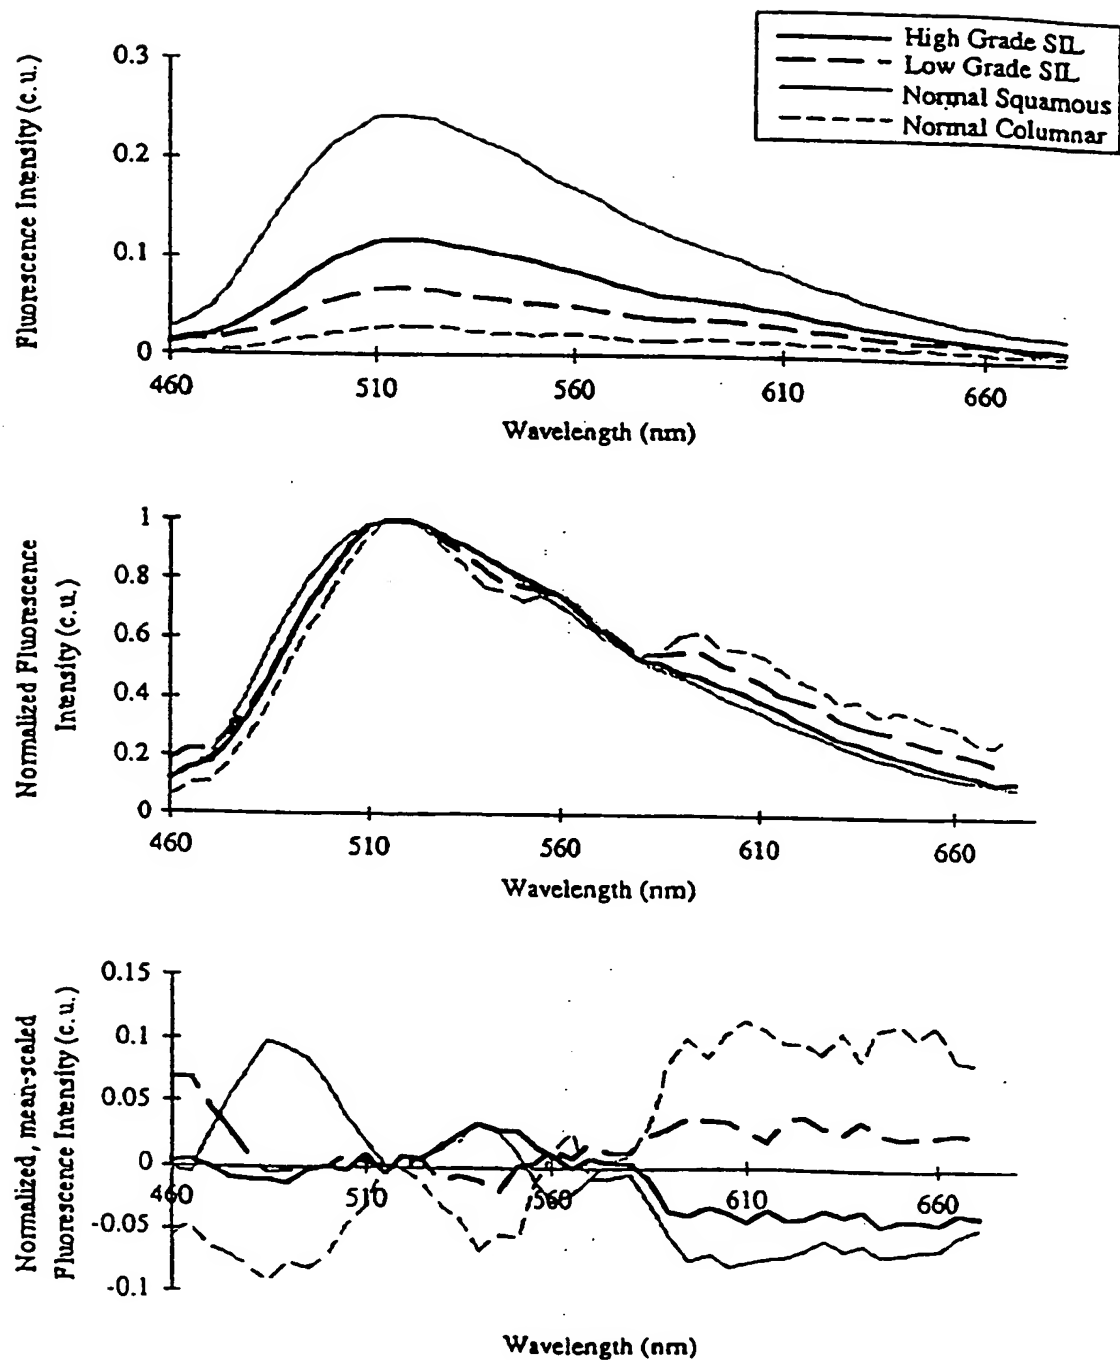 High Grade SIL
Low Grade SIL
Normal Squamous
Normal Columnar
Fluorescence Intensity (c.u.)
0.3
0.2
0.1
0
460
510
560
610
660
Wavelength (nm)
Normalized Fluorescence
Intensity (c.u.)
1
0.8
0.6
0.4
0.2
0
460
510
560
610
660
Wavelength (nm)
Normalized, mean-scaled
Fluorescence Intensity (c.u.)
0.15
0.1
0.05
0
-0.05
-0.1
460
510
560
610
660
Wavelength (nm)